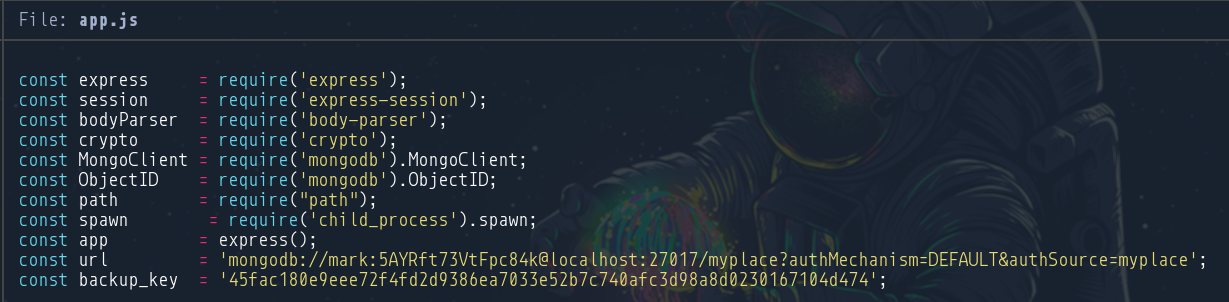 File: app.js
const express     = require('express');
const session     = require('express-session');
const bodyParser  = require('body-parser');
const crypto      = require('crypto');
const MongoClient = require('mongodb').MongoClient;
const ObjectID    = require('mongodb').ObjectID;
const path        = require("path");
const spawn        = require('child_process').spawn;
const app         = express();
const url         = 'mongodb://mark:5AYRft73VtFpc84k@localhost:27017/myplace?authMechanism=DEFAULT&authSource=myplace';
const backup_key  = '45fac180e9eee72f4fd2d9386ea7033e52b7c740afc3d98a8d0230167104d474';